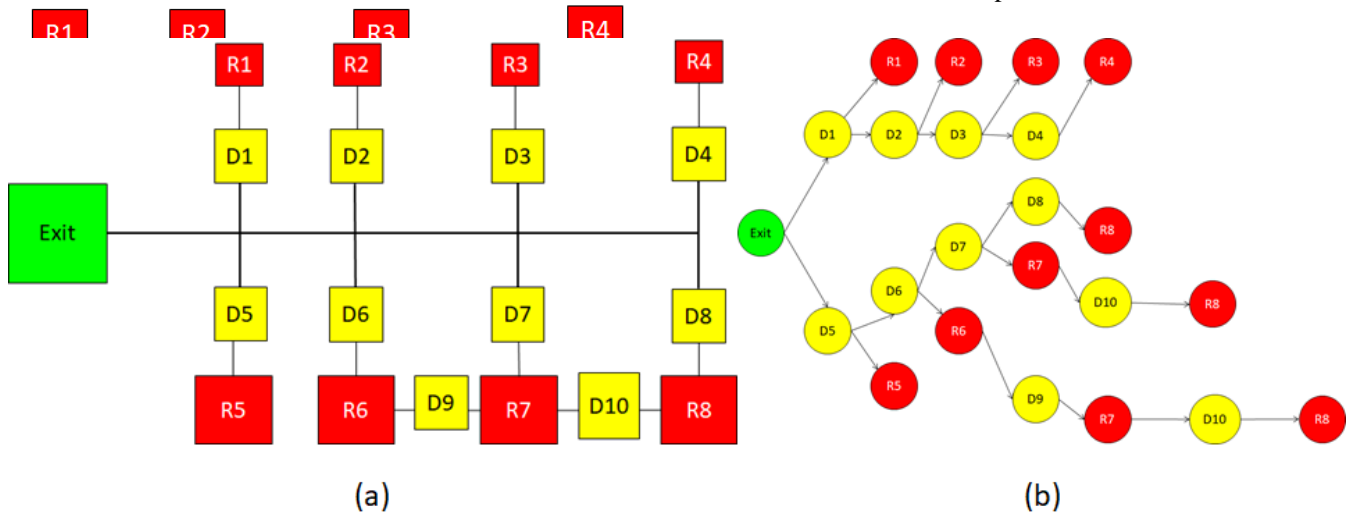 R1 R2 R3 R4
R1 R2 R3 R4
D1 D2 D3 D4
Exit
D5 D6 D7 D8
R5 R6 D9 R7 D10 R8
(a)
R1 R2 R3 R4
D1 D2 D3 D4
D8
Exit
D7
R8
R7
D6
D10
R8
D5
R6
R5
D9
R7
D10
R8
(b)